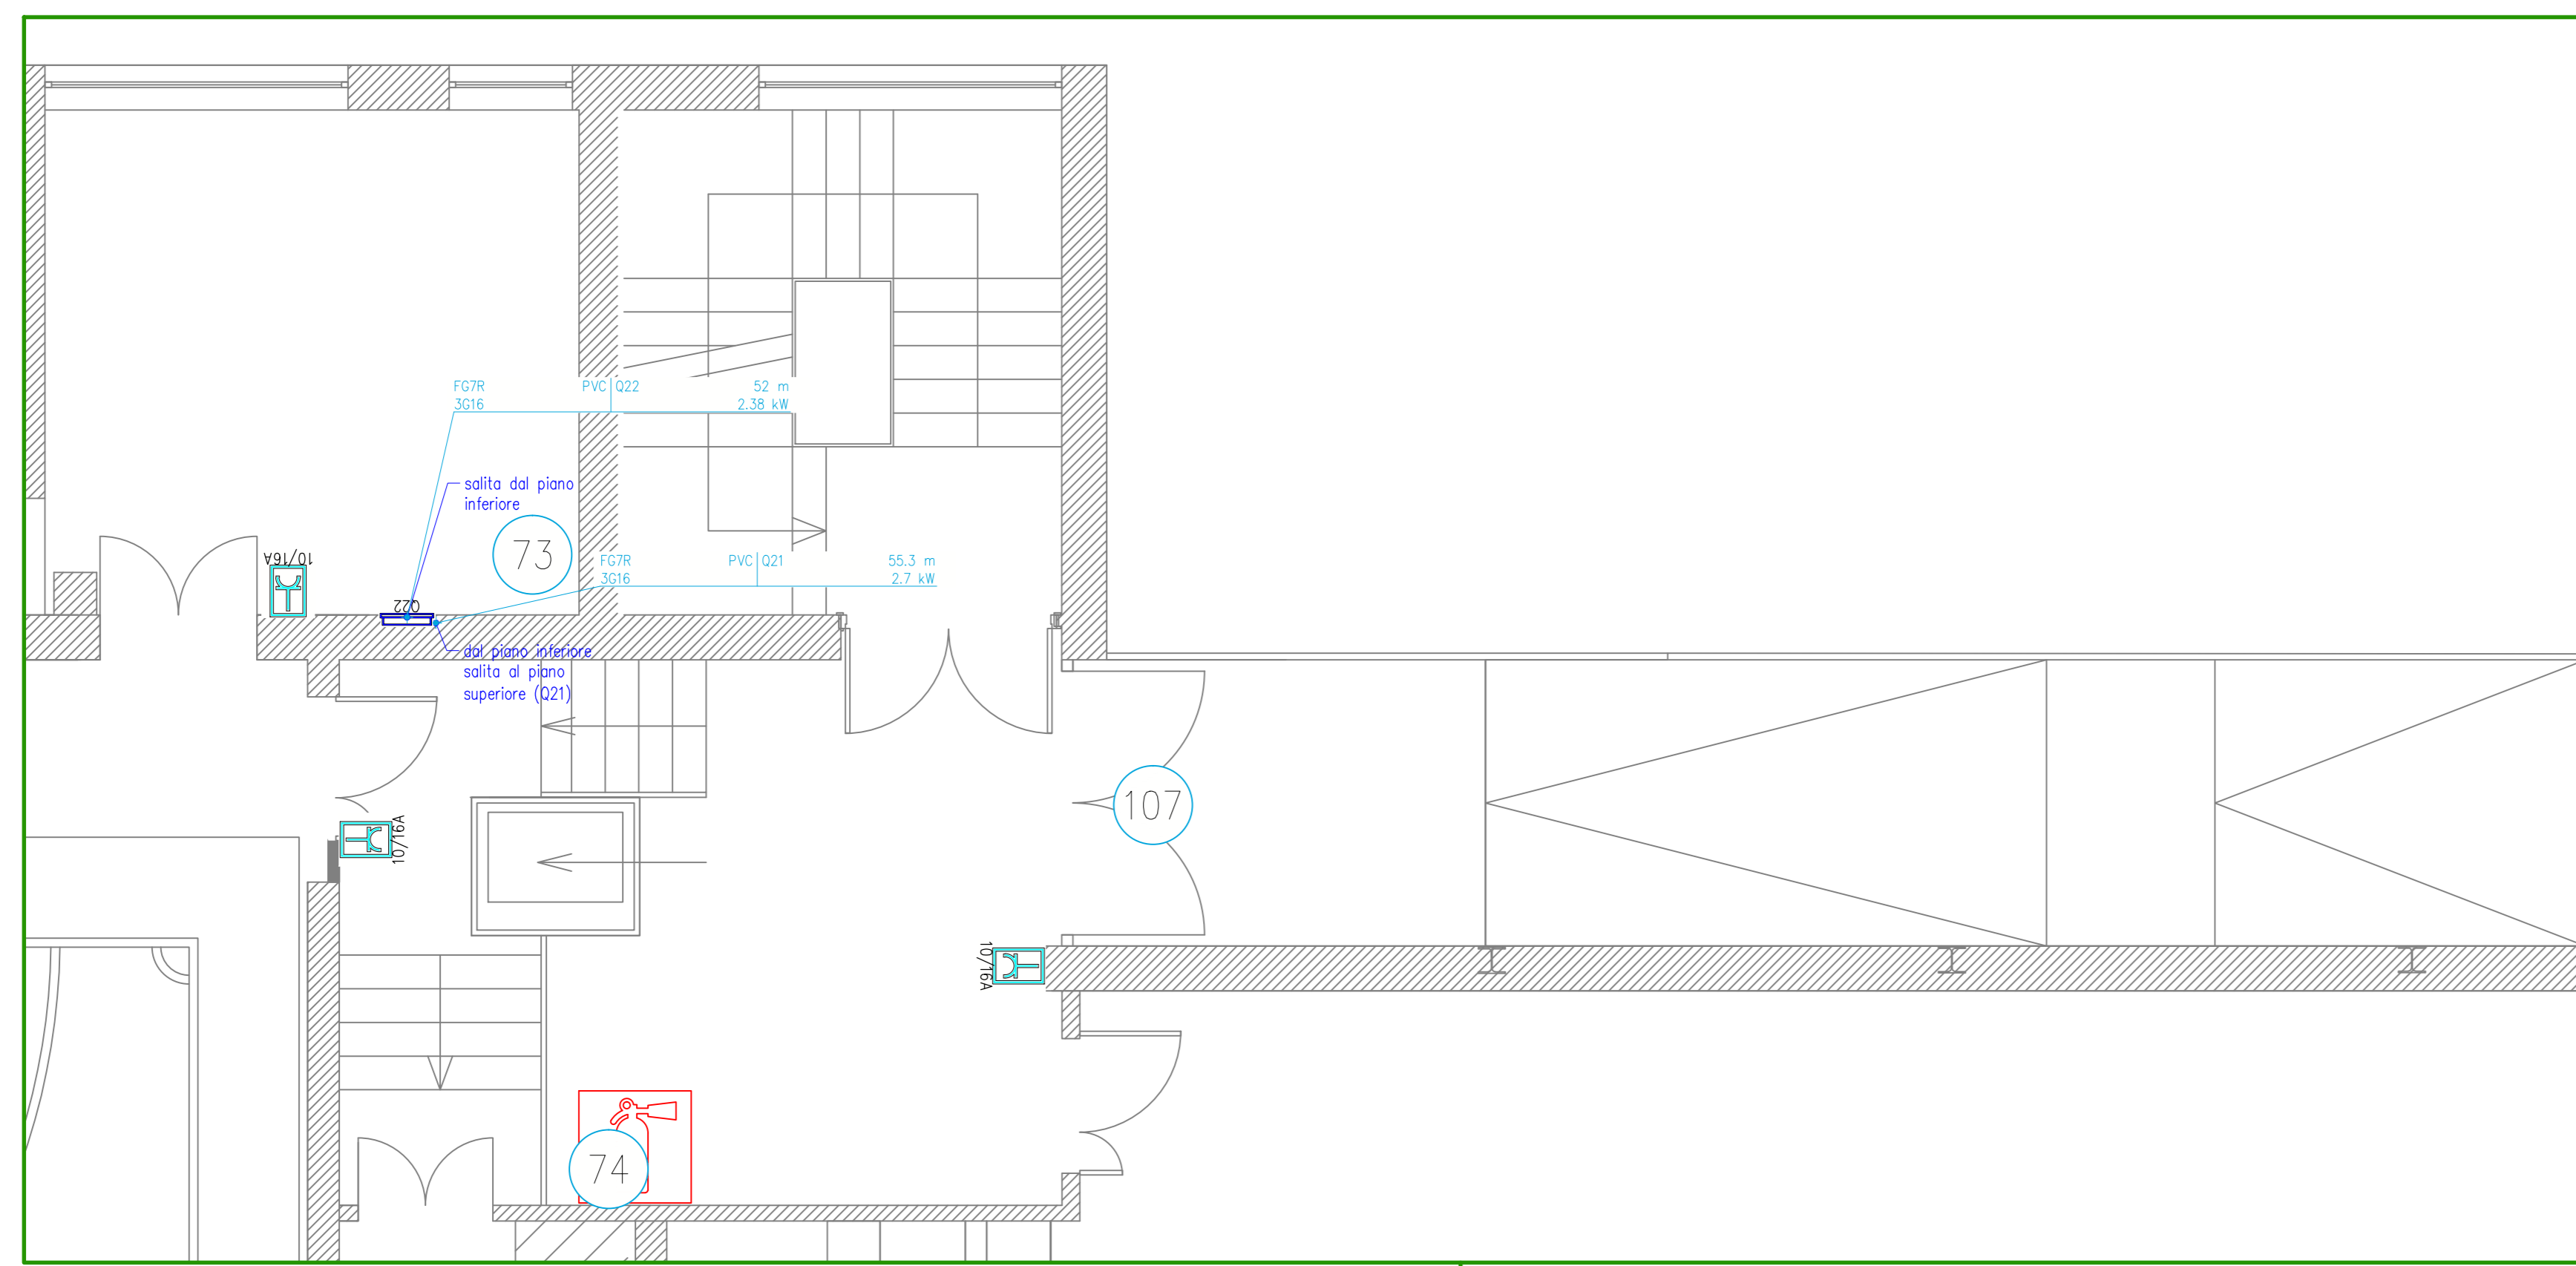 FG7R PVC Q22 52 m
3G16 2.38 kW
salita dal piano
inferiore
73
10/16A
Q22
FG7R PVC Q21 55.3 m
3G16 2.7 kW
dal piano inferiore
salita al piano
superiore (Q21)
107
10/16A
10/16A
74